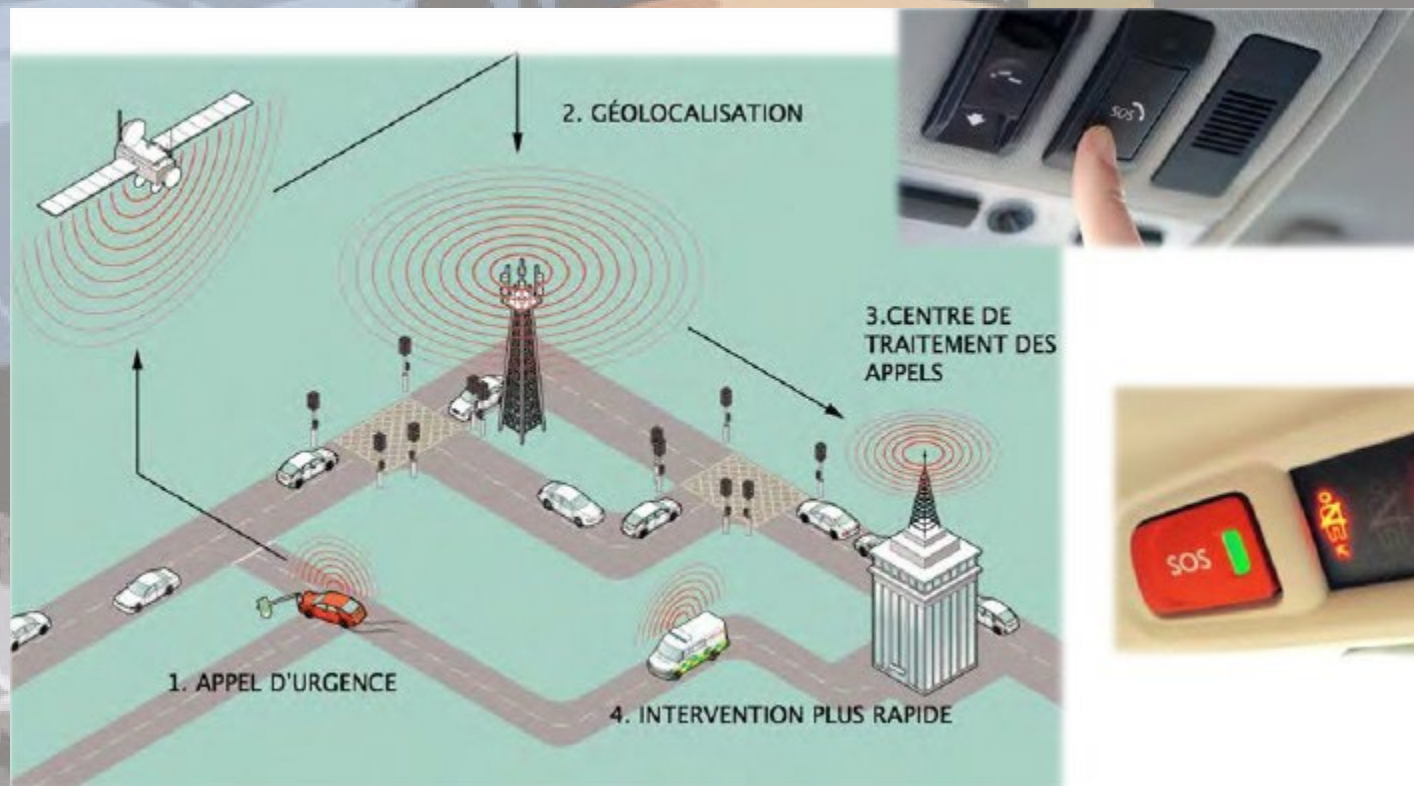 2. GÉOLOCALISATION
SOS
3.CENTRE DE
TRAITEMENT DES
APPELS
SOS
1. APPEL D'URGENCE
4. INTERVENTION PLUS RAPIDE